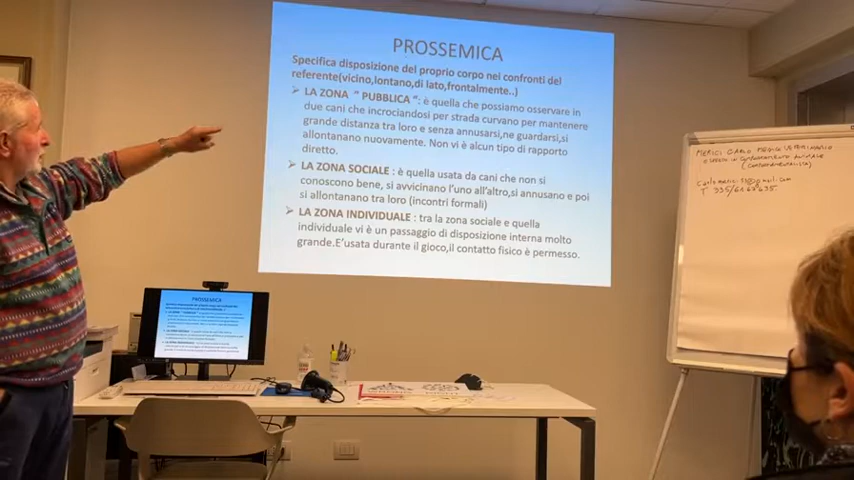 PROSSEMICA
Specifica disposizione del proprio corpo nei confronti del
referente(vicino,lontano,di lato,frontalmente..)
➢ LA ZONA " PUBBLICA ": è quella che possiamo osservare in
due cani che incrociandosi per strada curvano per mantenere
grande distanza tra loro e senza annusarsi,ne guardarsi,si
allontanano nuovamente. Non vi è alcun tipo di rapporto
diretto.
➢ LA ZONA SOCIALE : è quella usata da cani che non si
conoscono bene, si avvicinano l'uno all'altro,si annusano e poi
si allontanano tra loro (incontri formali)
➢ LA ZONA INDIVIDUALE : tra la zona sociale e quella
individuale vi è un passaggio di disposizione interna molto
grande.E'usata durante il gioco,il contatto fisico è permesso.
MERICI CARLO MEDICO VETERINARIO
PROSSEMICA